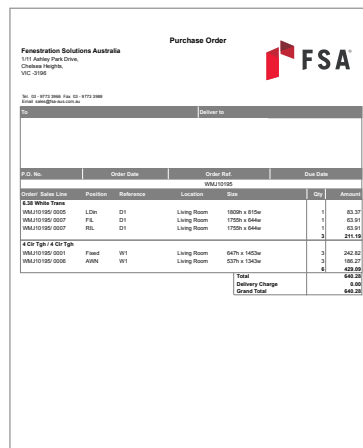 Purchase Order
Fenestration Solutions Australia
1/11 Ashley Park Drive,
Chelsea Heights,
VIC -3196
FSA
Tel: 03 - 9773 3966 Fax: 03 - 9773 3988
Email sales@fsa-aus.com.au
To Deliver to
P.O. No. Order Date Order Ref. Due Date
WMJ10195
Order/ Sales Line Position Reference Location Size Qty Amount
6.38 White Trans
WMJ10195/ 0005 LDin D1 Living Room 1809h x 815w 1 83.37
WMJ10195/ 0007 FIL D1 Living Room 1755h x 644w 1 63.91
WMJ10195/ 0007 RIL D1 Living Room 1755h x 644w 1 63.91
3 211.19
4 Clr Tgh / 4 Clr Tgh
WMJ10195/ 0001 Fixed W1 Living Room 647h x 1453w 3 242.82
WMJ10195/ 0006 AWN W1 Living Room 537h x 1343w 3 186.27
6 429.09
Total 640.28
Delivery Charge 0.00
Grand Total 640.28